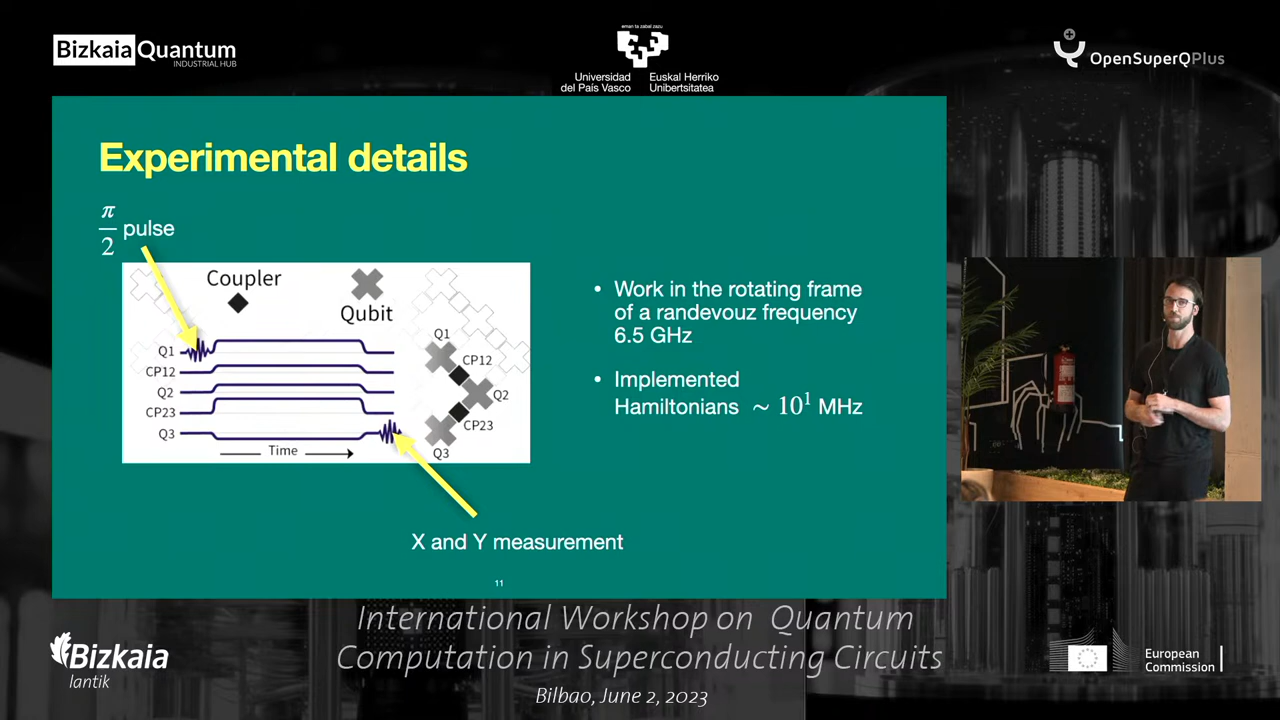 Bizkaia Quantum
INDUSTRIAL HUB
eman ta zabal zazu
Universidad
del País Vasco
Euskal Herriko
Unibertsitatea
OpenSuperQPlus
Experimental details
π
2
pulse
Coupler
Qubit
Q1
CP12
Q2
CP23
Q3
Time
Q1
CP12
Q2
CP23
Q3
X and Y measurement
• Work in the rotating frame
of a randevouz frequency
6.5 GHz
• Implemented
Hamiltonians ~ 10¹ MHz
11
International Workshop on Quantum
Computation in Superconducting Circuits
Bilbao, June 2, 2023
Bizkaia
lantik
European
Commission